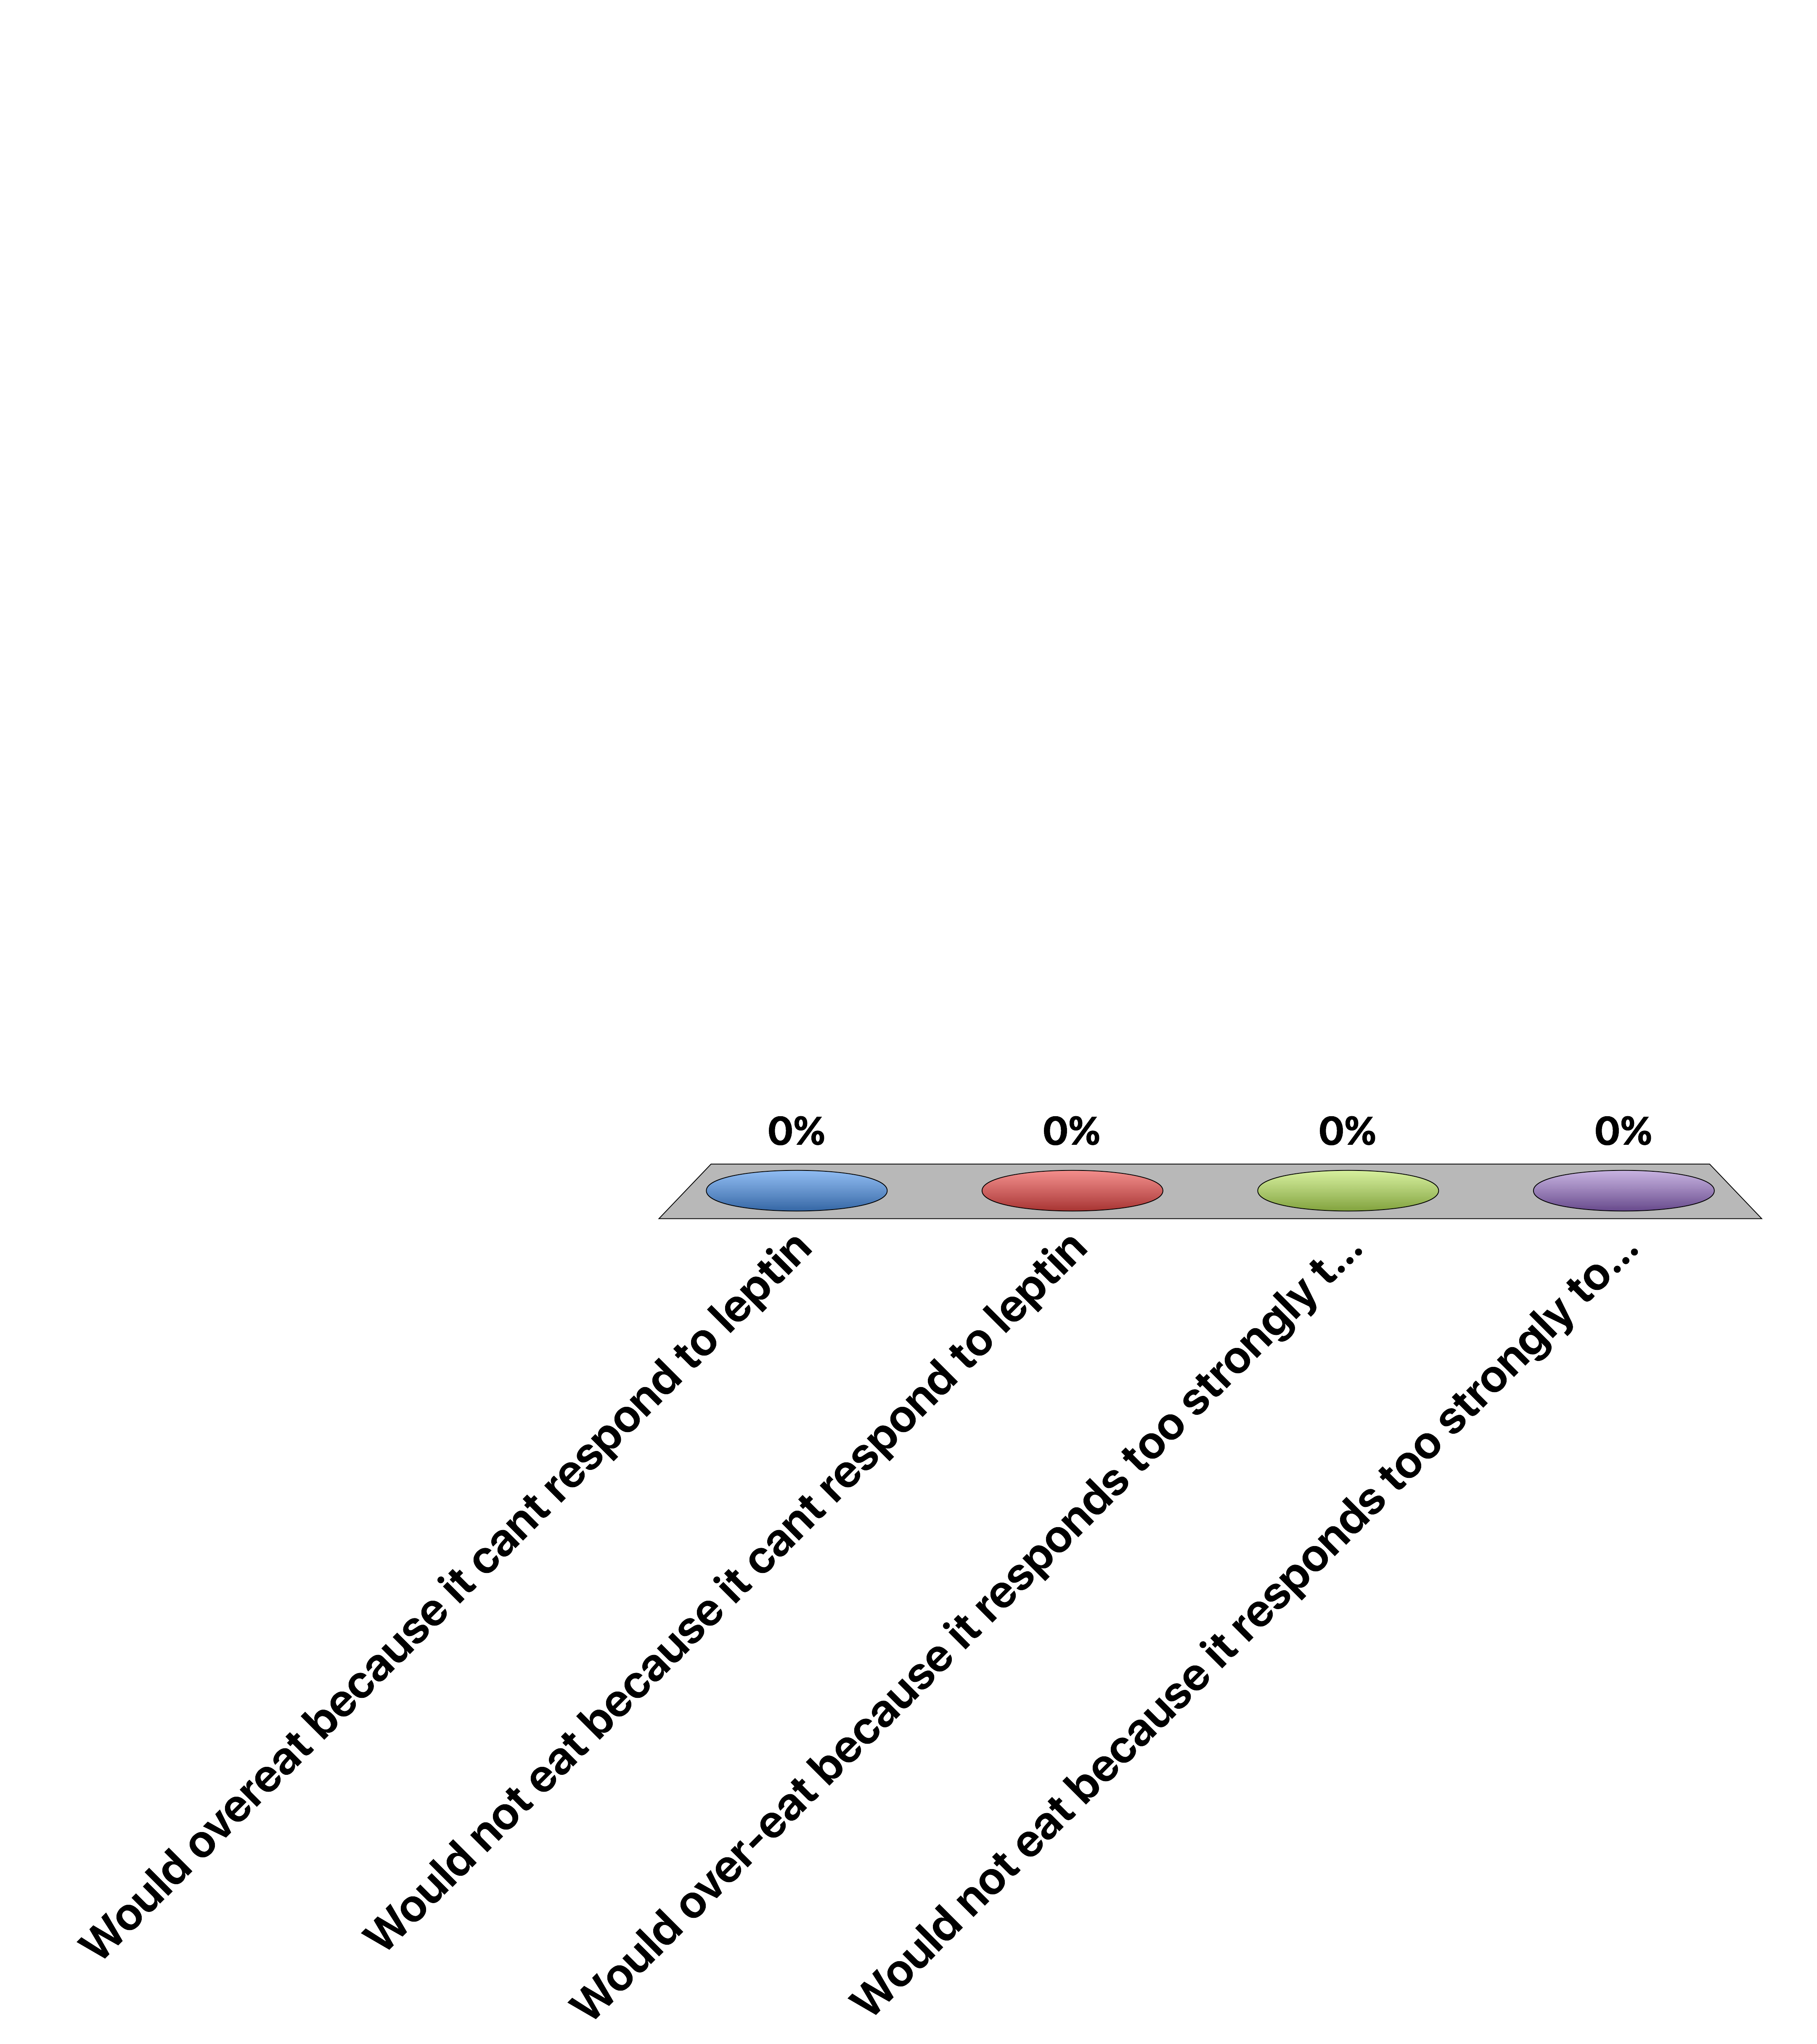 0%
0%
0%
0%
Would overeat because it cant respond to leptin
Would not eat because it cant respond to leptin
Would over-eat because it responds too strongly t...
Would not eat because it responds too strongly to...